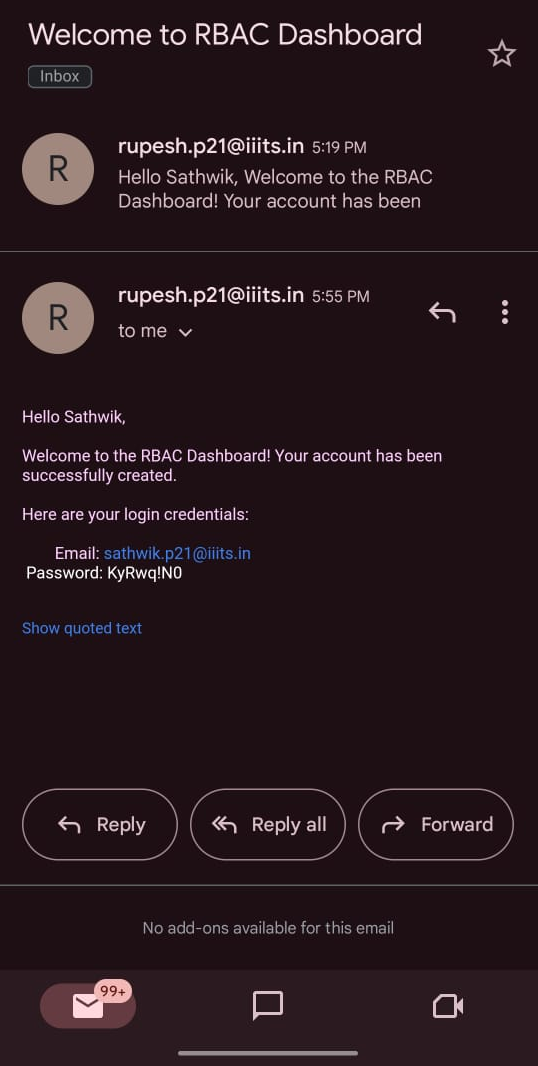 Welcome to RBAC Dashboard
Inbox
R
rupesh.p21@iiits.in 5:19 PM
Hello Sathwik, Welcome to the RBAC
Dashboard! Your account has been
R
rupesh.p21@iiits.in 5:55 PM
to me
Hello Sathwik,
Welcome to the RBAC Dashboard! Your account has been
successfully created.
Here are your login credentials:
Email: sathwik.p21@iiits.in
Password: KyRwq!N0
Show quoted text
Reply
Reply all
Forward
No add-ons available for this email
99+